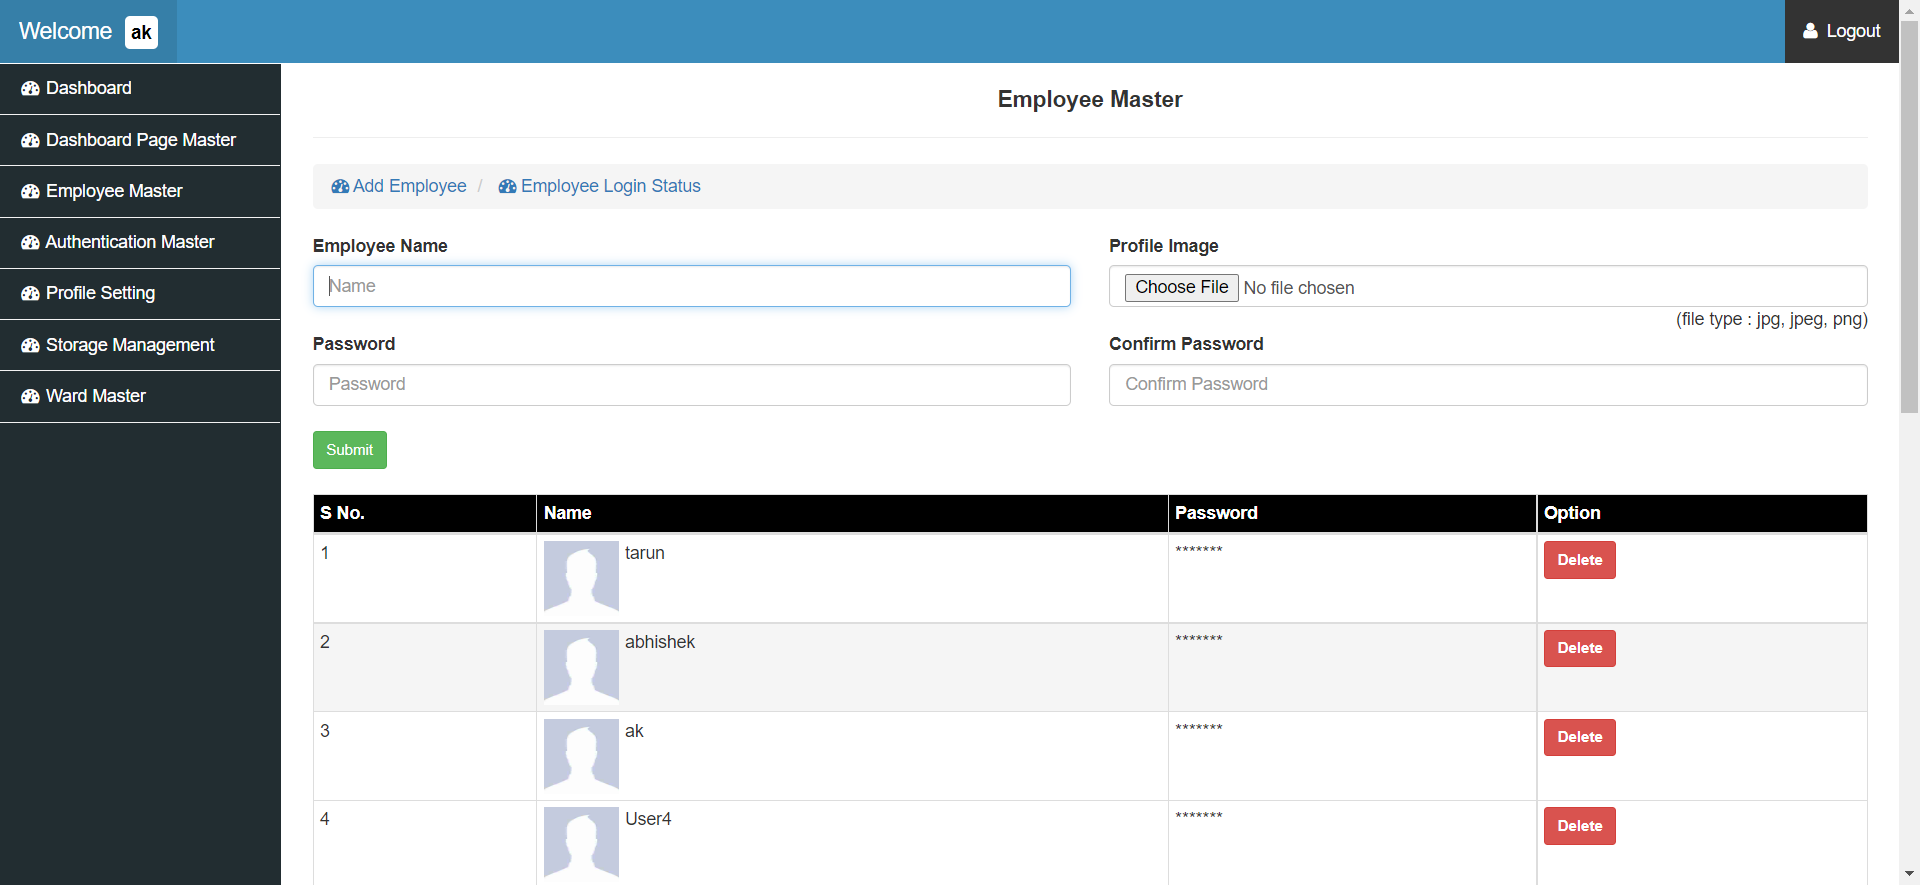 Welcome ak
Logout
Dashboard
Dashboard Page Master
Employee Master
Authentication Master
Profile Setting
Storage Management
Ward Master
Employee Master
Add Employee / Employee Login Status
Employee Name
Name
Profile Image
Choose File No file chosen
(file type : jpg, jpeg, png)
Password
Password
Confirm Password
Confirm Password
Submit
S No. Name Password Option
1 tarun ******* Delete
2 abhishek ******* Delete
3 ak ******* Delete
4 User4 ******* Delete